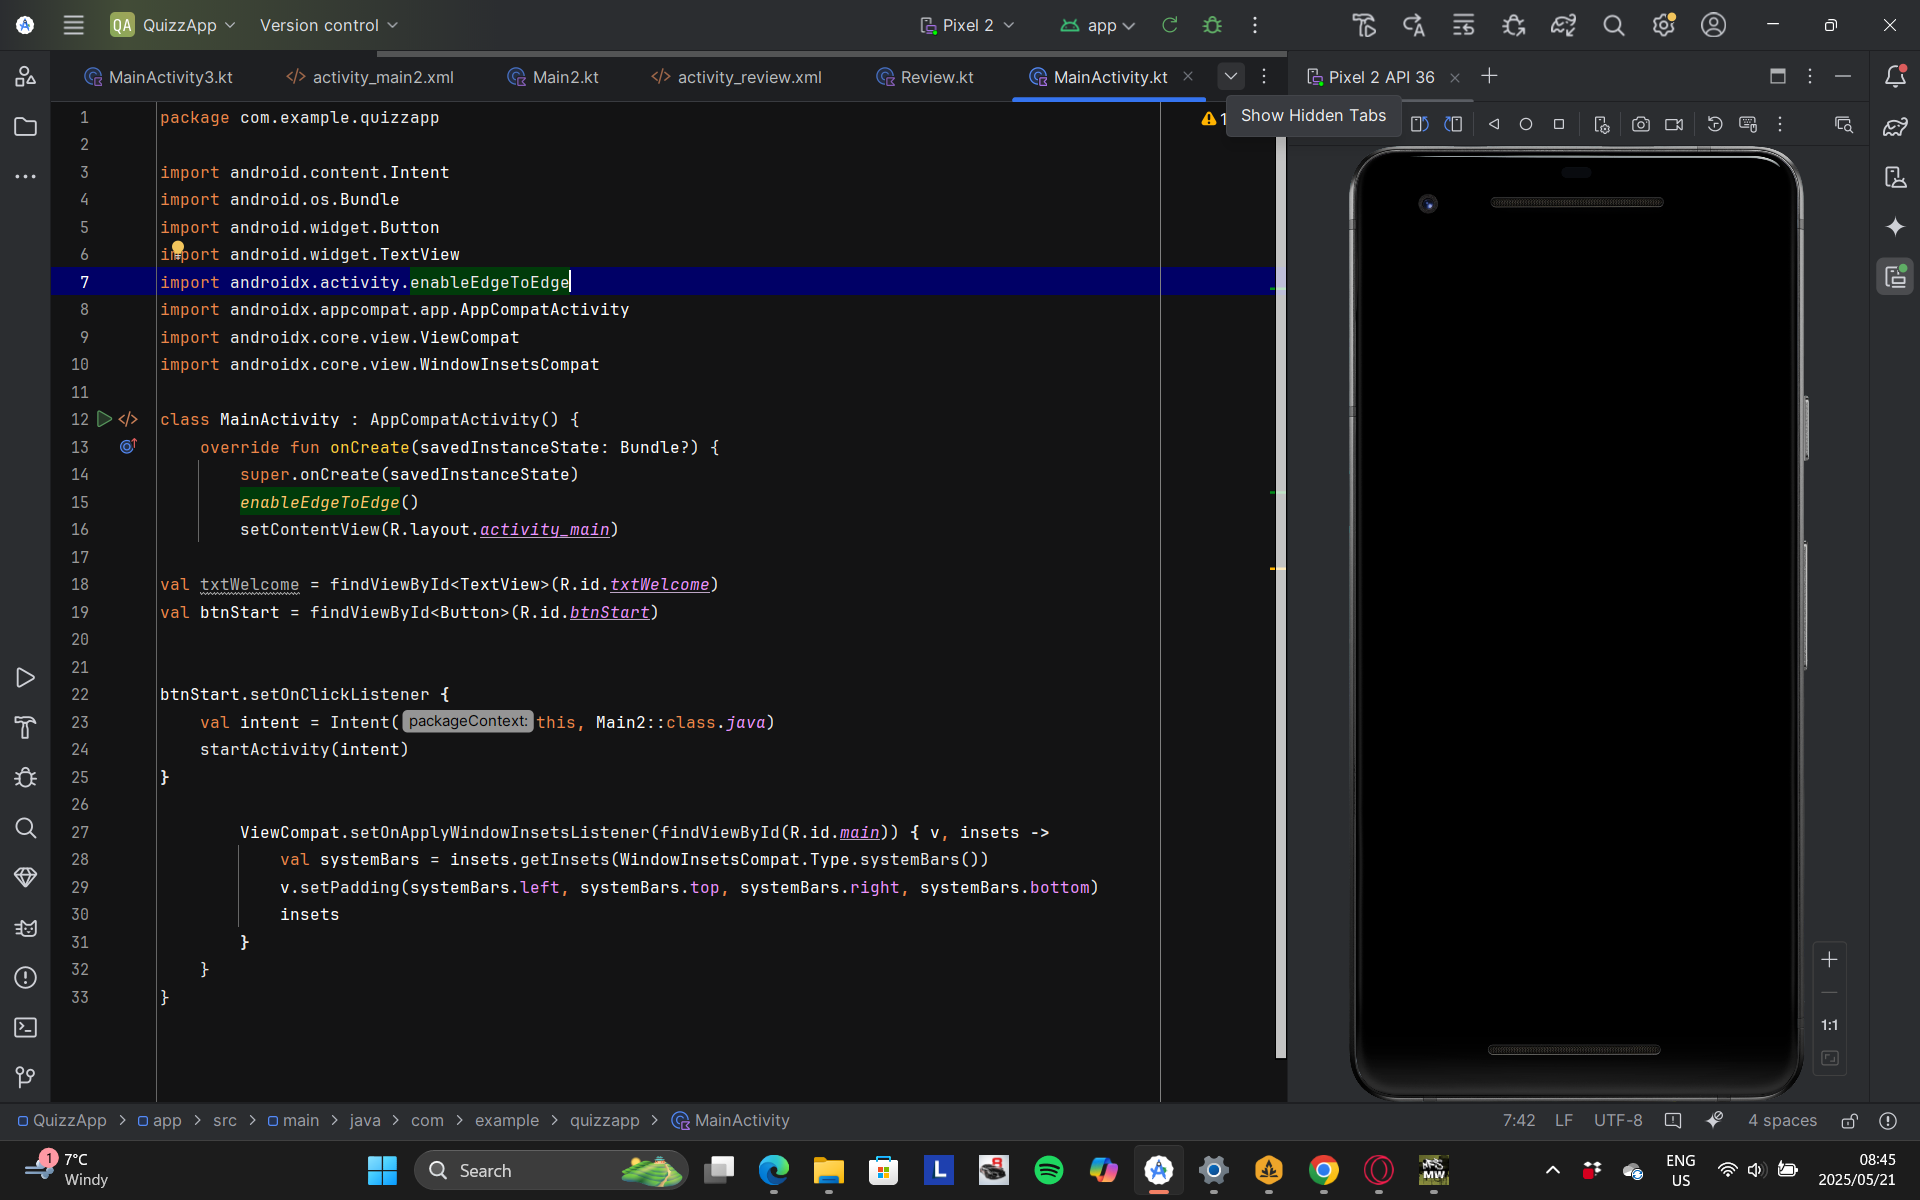 QA QuizzApp Version control Pixel 2 app
MainActivity3.kt activity_main2.xml Main2.kt activity_review.xml Review.kt MainActivity.kt Pixel 2 API 36
Show Hidden Tabs
1 package com.example.quizzapp
2
3 import android.content.Intent
4 import android.os.Bundle
5 import android.widget.Button
6 import android.widget.TextView
7 import androidx.activity.enableEdgeToEdge
8 import androidx.appcompat.app.AppCompatActivity
9 import androidx.core.view.ViewCompat
10 import androidx.core.view.WindowInsetsCompat
11
12 class MainActivity : AppCompatActivity() {
13 override fun onCreate(savedInstanceState: Bundle?) {
14 super.onCreate(savedInstanceState)
15 enableEdgeToEdge()
16 setContentView(R.layout.activity_main)
17
18 val txtWelcome = findViewById<TextView>(R.id.txtWelcome)
19 val btnStart = findViewById<Button>(R.id.btnStart)
20
21
22 btnStart.setOnClickListener {
23 val intent = Intent( packageContext: this, Main2::class.java)
24 startActivity(intent)
25 }
26
27 ViewCompat.setOnApplyWindowInsetsListener(findViewById(R.id.main)) { v, insets ->
28 val systemBars = insets.getInsets(WindowInsetsCompat.Type.systemBars())
29 v.setPadding(systemBars.left, systemBars.top, systemBars.right, systemBars.bottom)
30 insets
31 }
32 }
33 }
1:1
QuizzApp > app > src > main > java > com > example > quizzapp > MainActivity 7:42 LF UTF-8 4 spaces
1 7°C
Windy
Search
L
ENG
US
08:45
2025/05/21